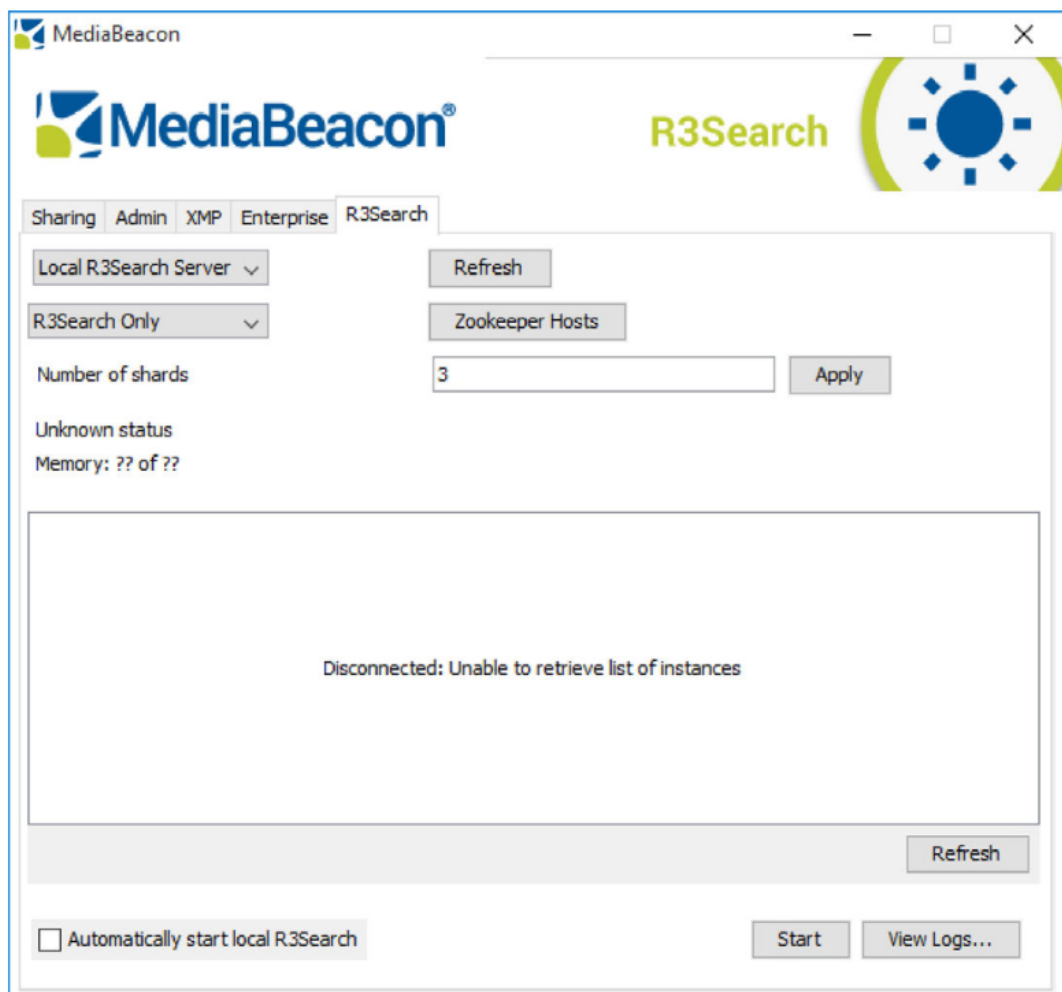 MediaBeacon
MediaBeacon®
R3Search
Sharing Admin XMP Enterprise R3Search
Local R3Search Server Refresh
R3Search Only Zookeeper Hosts
Number of shards 3 Apply
Unknown status
Memory: ?? of ??
Disconnected: Unable to retrieve list of instances
Refresh
Automatically start local R3Search Start View Logs...